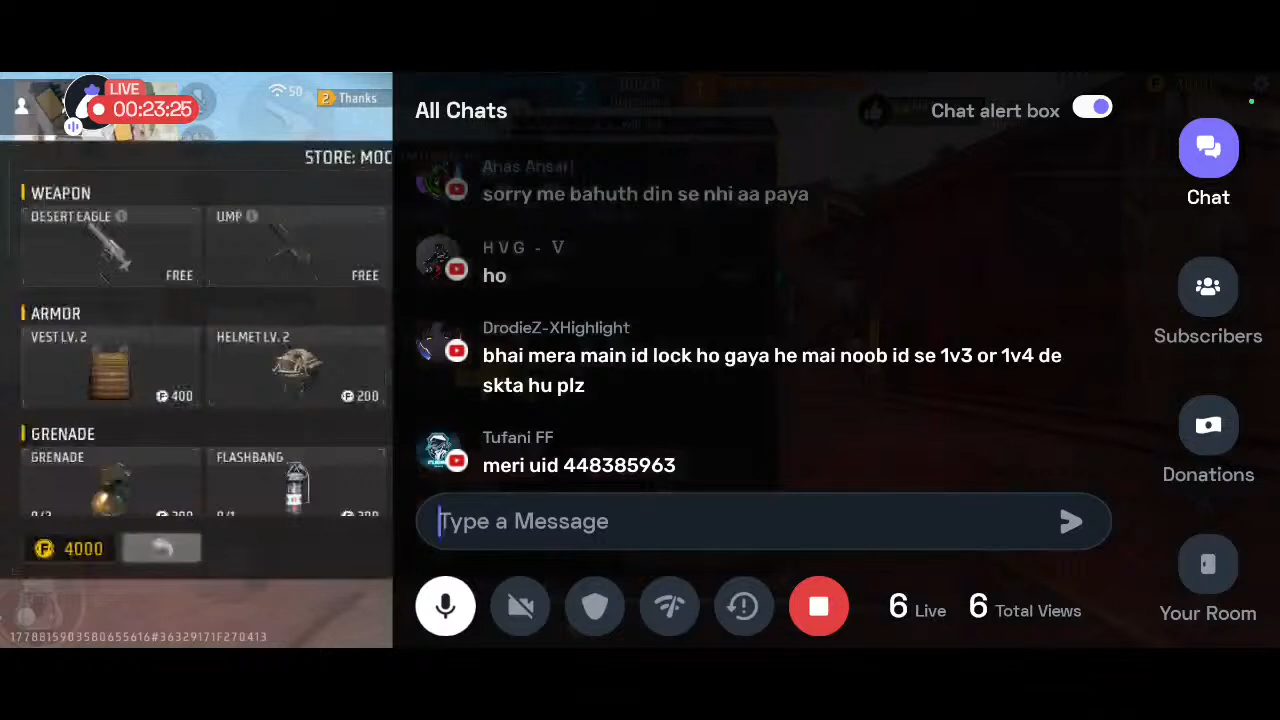 LIVE
00:23:25
50
2 Thanks
STORE: MOC
WEAPON
DESERT EAGLE
UMP
FREE
FREE
ARMOR
VEST LV. 2
HELMET LV. 2
400
200
GRENADE
GRENADE
FLASHBANG
4000
1778815903580655616#36329171F270413
All Chats
Chat alert box
Anas Ansari
sorry me bahuth din se nhi aa paya
H V G - V
ho
DrodieZ-XHighlight
bhai mera main id lock ho gaya he mai noob id se 1v3 or 1v4 de
skta hu plz
Tufani FF
meri uid 448385963
Type a Message
6 Live 6 Total Views
Chat
Subscribers
Donations
Your Room